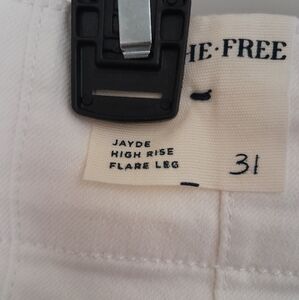 HE·FREE
JAYDE
HIGH RISE
FLARE LEG
31